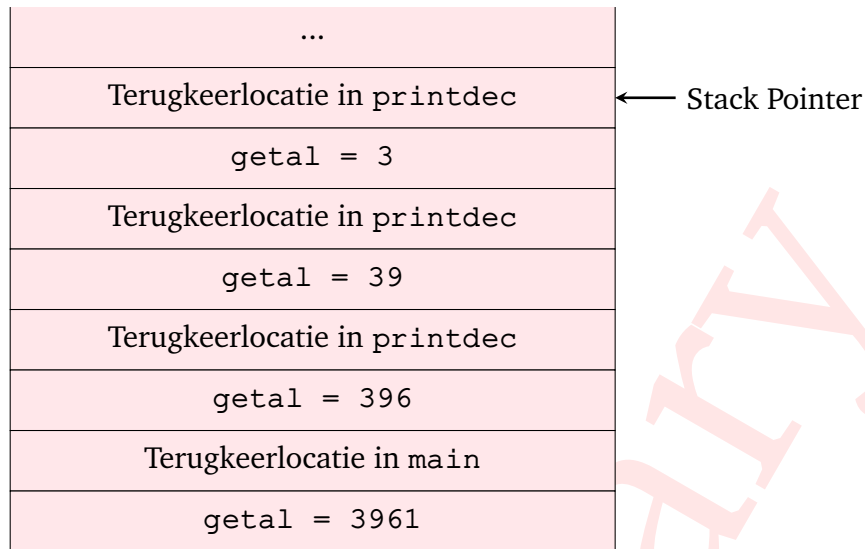 ...
Terugkeerlocatie in printdec
Stack Pointer
getal = 3
Terugkeerlocatie in printdec
getal = 39
Terugkeerlocatie in printdec
getal = 396
Terugkeerlocatie in main
getal = 3961
ary